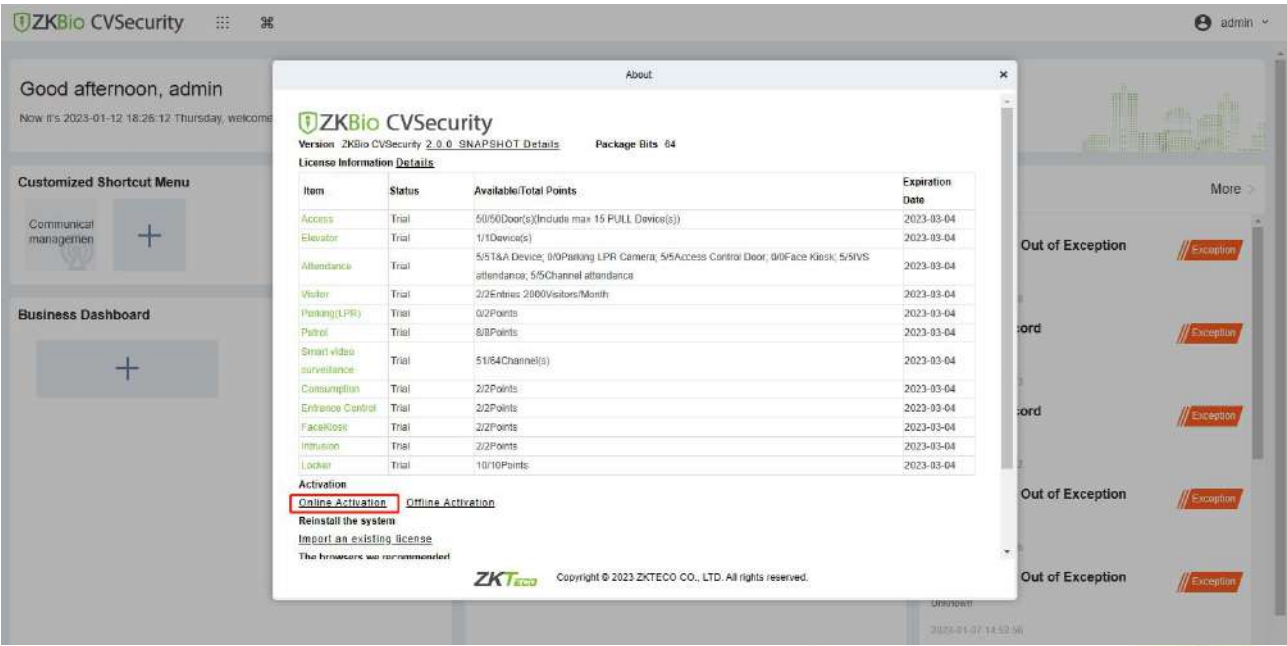 ZKBio CVSecurity
admin
Good afternoon, admin
Now it's 2023-01-12 18:26:12 Thursday, welcome
Customized Shortcut Menu
Communicat
managemen
Business Dashboard
About
ZKBio CVSecurity
Version ZKBio CVSecurity 2.0.0_SNAPSHOT Details Package Bits 64
License Information Details
Item Status Available/Total Points Expiration Date
Access Trial 50/50Door(s)(Include max 15 PULL Device(s)) 2023-03-04
Elevator Trial 1/1Device(s) 2023-03-04
Attendance Trial 5/5T&A Device; 0/0Parking LPR Camera; 5/5Access Control Door; 0/0Face Kiosk; 5/5IVS
attendance; 5/5Channel attendance 2023-03-04
Visitor Trial 2/2Entries 2000Visitors/Month 2023-03-04
Parking(LPR) Trial 0/2Points 2023-03-04
Patrol Trial 8/8Points 2023-03-04
Smart video
surveillance Trial 51/64Channel(s) 2023-03-04
Consumption Trial 2/2Points 2023-03-04
Entrance Control Trial 2/2Points 2023-03-04
FaceKiosk Trial 2/2Points 2023-03-04
Intrusion Trial 2/2Points 2023-03-04
Locker Trial 10/10Points 2023-03-04
Activation
Online Activation Offline Activation
Reinstall the system
Import an existing license
The browsers we recommended
ZKTeco Copyright © 2023 ZKTECO CO., LTD. All rights reserved.
More >
Out of Exception Exception
ord Exception
ord Exception
Out of Exception Exception
Out of Exception Exception
Unknown
2023-01-07 14:52:56